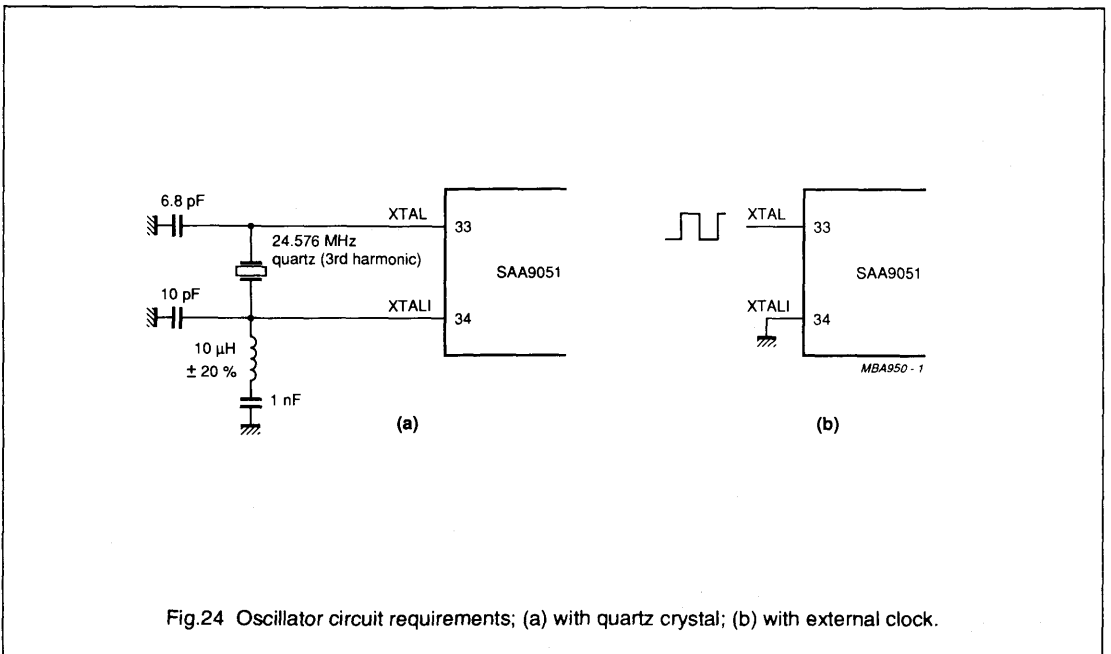 6.8 pF
XTAL
33
24.576 MHz
quartz (3rd harmonic)
SAA9051
10 pF
XTALI
34
10 μH
± 20 %
1 nF
(a)
XTAL
33
SAA9051
XTALI
34
MBA950 - 1
(b)
Fig.24 Oscillator circuit requirements; (a) with quartz crystal; (b) with external clock.